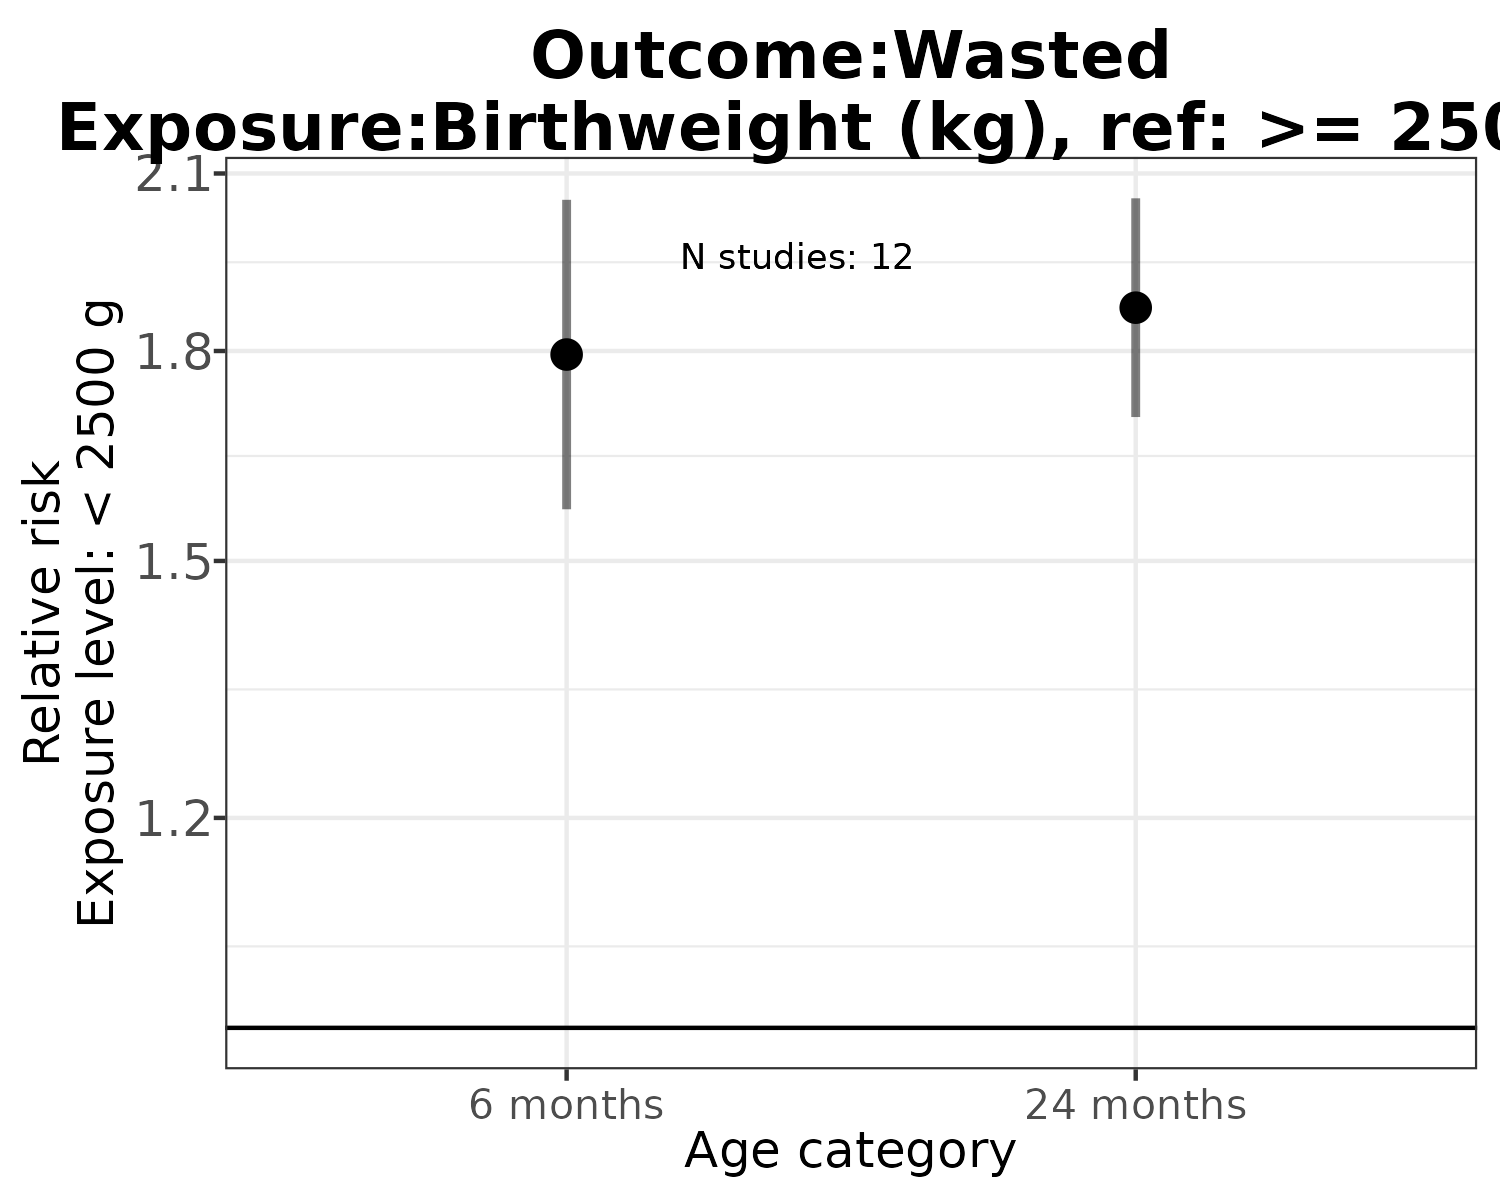 Outcome:Wasted
Exposure:Birthweight (kg), ref: >= 250
Relative risk
Exposure level: < 2500 g
2.1
1.8
1.5
1.2
N studies: 12
6 months
24 months
Age category